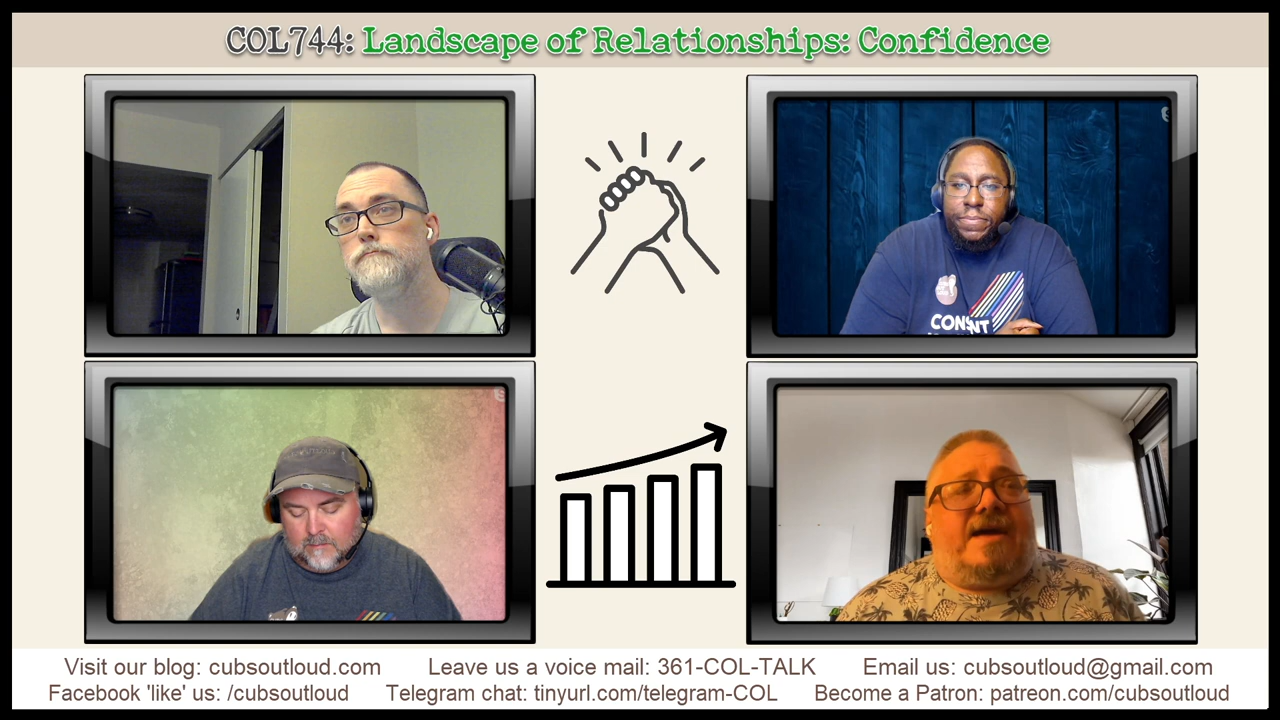 COL744: Landscape of Relationships: Confidence
CONSENT
Visit our blog: cubsoutloud.com Leave us a voice mail: 361-COL-TALK Email us: cubsoutloud@gmail.com
Facebook 'like' us: /cubsoutloud Telegram chat: tinyurl.com/telegram-COL Become a Patron: patreon.com/cubsoutloud